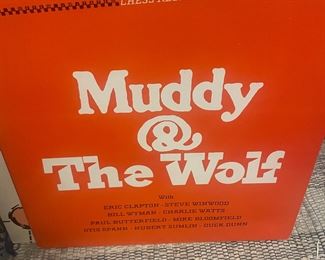 CHESS
Muddy
&
The Wolf
With
ERIC CLAPTON · STEVE WINWOOD
BILL WYMAN · CHARLIE WATTS
PAUL BUTTERFIELD · MIKE BLOOMFIELD
OTIS SPANN · HUBERT SUMLIN · DUCK DUNN